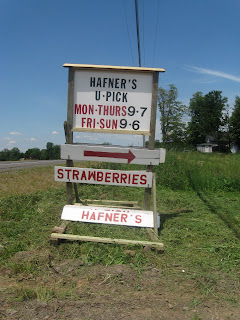 HAFNER'S
U-PICK
MON-THURS 9-7
FRI-SUN 9-6
STRAWBERRIES
HAFNER'S